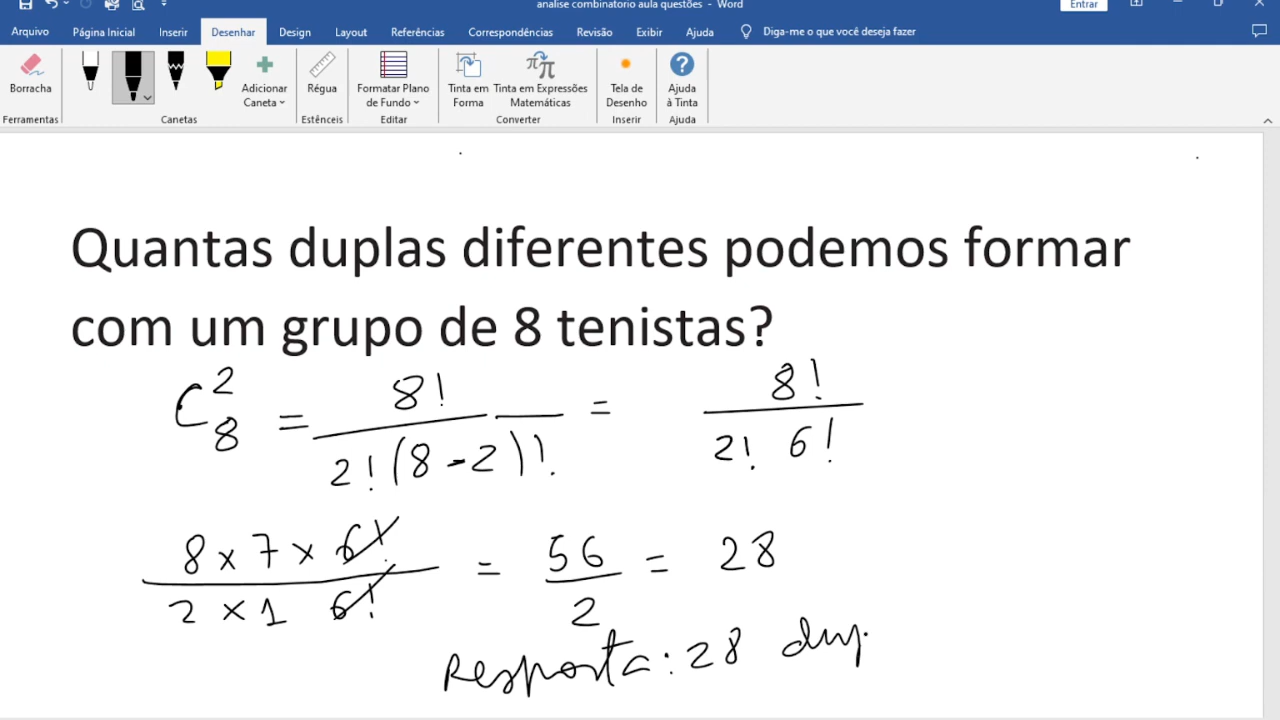 analise combinatorio aula questões - Word
Entrar
Arquivo Página Inicial Inserir Desenhar Design Layout Referências Correspondências Revisão Exibir Ajuda Diga-me o que você deseja fazer
Borracha
Adicionar Caneta
Régua
Formatar Plano de Fundo
Tinta em Forma
Tinta em Expressões Matemáticas
Tela de Desenho
Ajuda à Tinta
Ferramentas Canetas Estênceis Editar Converter Inserir Ajuda
Quantas duplas diferentes podemos formar
com um grupo de 8 tenistas?
C 2 8 = 8! / 2! (8 - 2)! = 8! / 2! 6!
8 x 7 x 6! / 2 x 1 6! = 56 / 2 = 28
Resposta: 28 dup